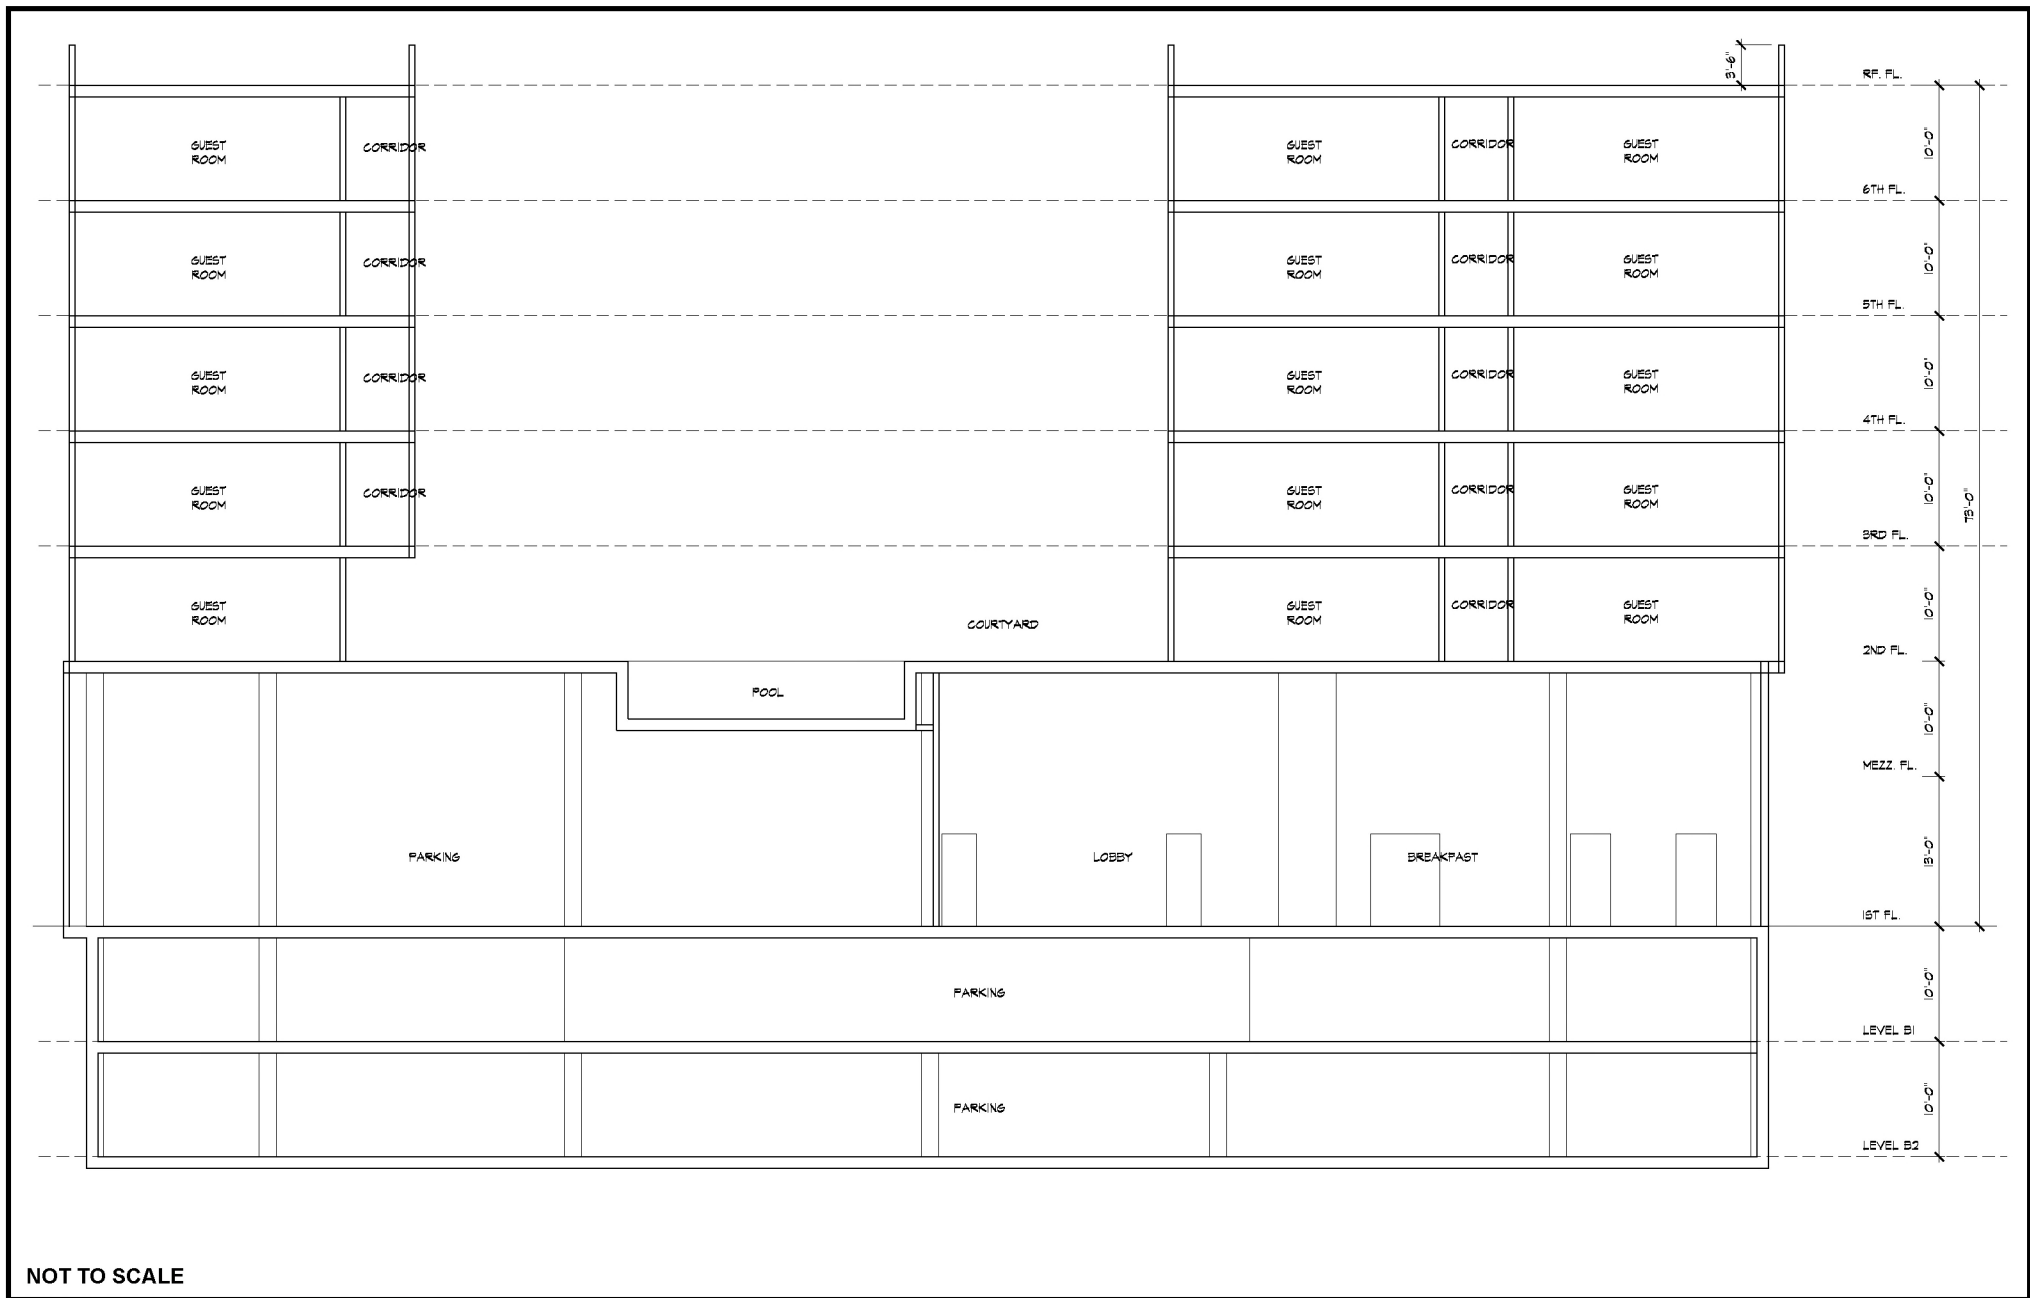 3'-6"
RF. FL.
GUEST
ROOM
CORRIDOR
GUEST
ROOM
CORRIDOR
GUEST
ROOM
10'-0"
6TH FL.
GUEST
ROOM
CORRIDOR
GUEST
ROOM
CORRIDOR
GUEST
ROOM
10'-0"
5TH FL.
GUEST
ROOM
CORRIDOR
GUEST
ROOM
CORRIDOR
GUEST
ROOM
10'-0"
4TH FL.
GUEST
ROOM
CORRIDOR
GUEST
ROOM
CORRIDOR
GUEST
ROOM
10'-0"
73'-0"
3RD FL.
GUEST
ROOM
COURTYARD
GUEST
ROOM
CORRIDOR
GUEST
ROOM
10'-0"
2ND FL.
POOL
10'-0"
MEZZ. FL.
PARKING
LOBBY
BREAKFAST
13'-0"
1ST FL.
PARKING
10'-0"
LEVEL B1
PARKING
10'-0"
LEVEL B2
NOT TO SCALE